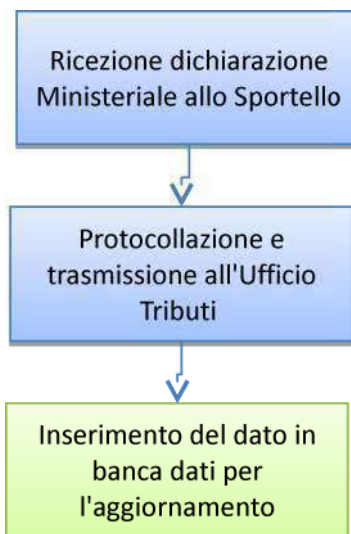 Ricezione dichiarazione
Ministeriale allo Sportello
Protocollazione e
trasmissione all'Ufficio
Tributi
Inserimento del dato in
banca dati per
l'aggiornamento